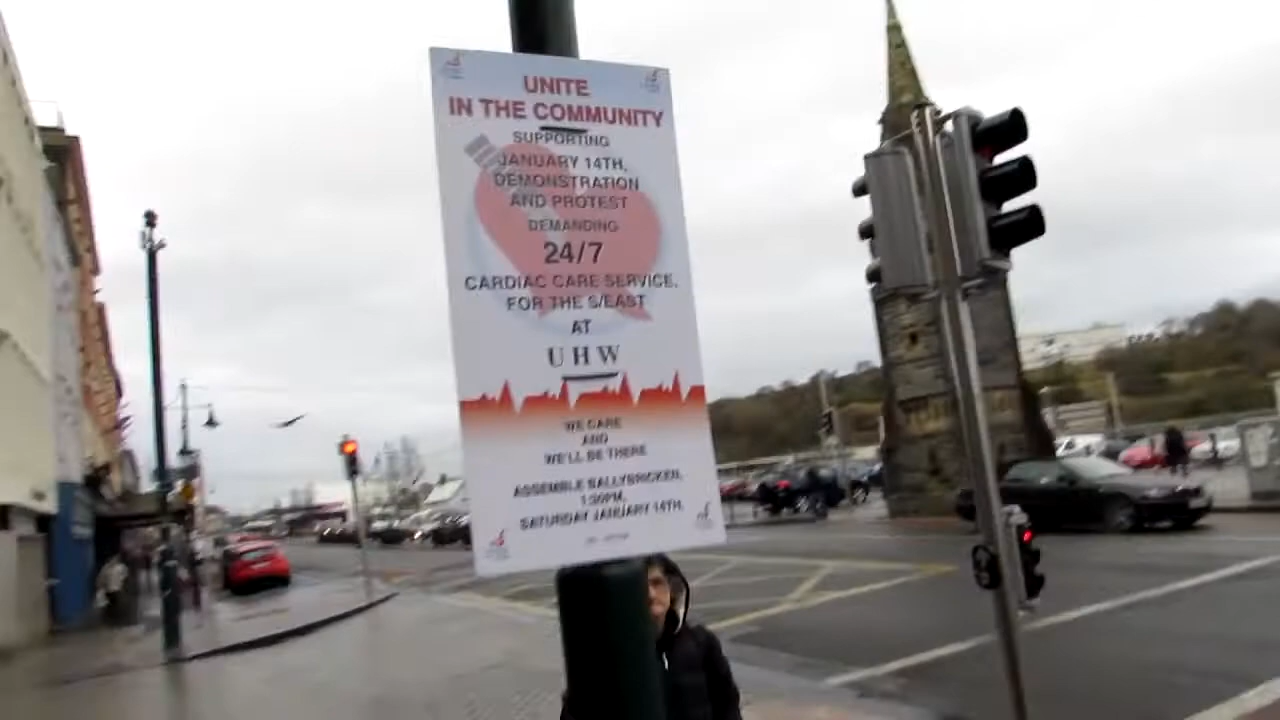 UNITE
IN THE COMMUNITY
SUPPORTING
JANUARY 14TH,
DEMONSTRATION
AND PROTEST
DEMANDING
24/7
CARDIAC CARE SERVICE,
FOR THE S/EAST
AT
UHW
WE CARE
AND
WE'LL BE THERE
ASSEMBLE BALLYBRICKEN,
1:30PM,
SATURDAY JANUARY 14TH,